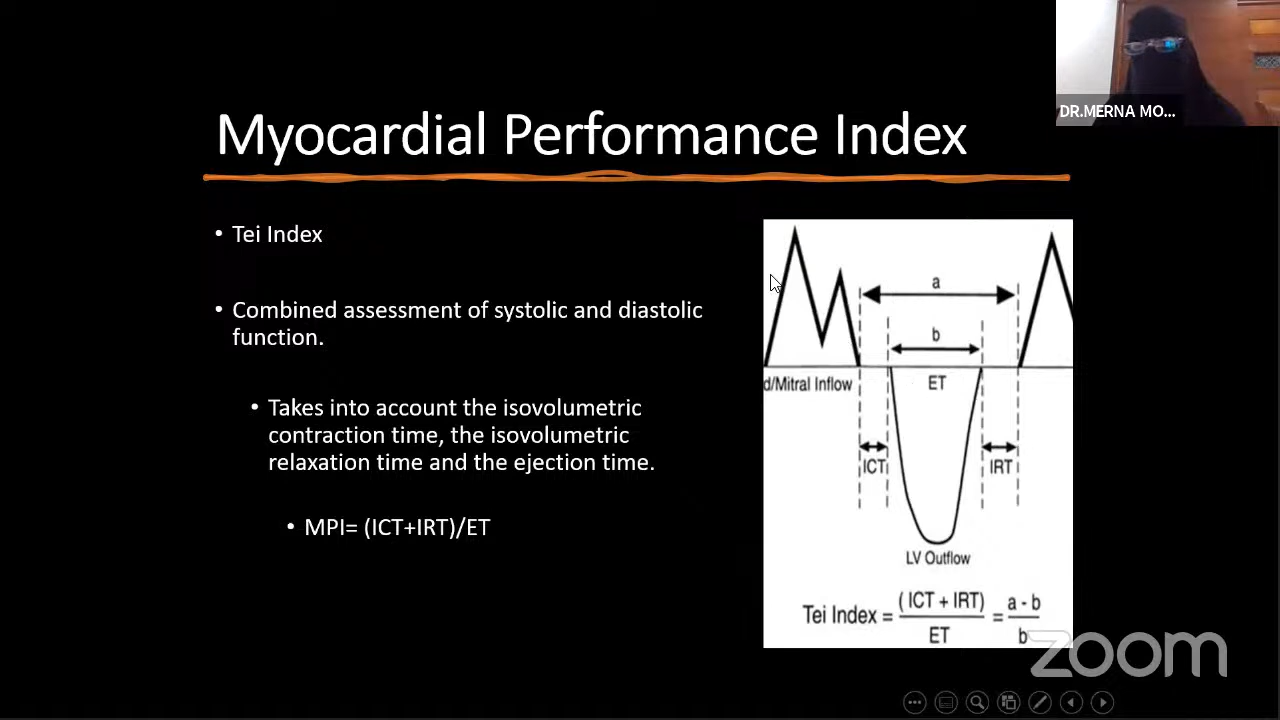 DR.MERNA MO...
Myocardial Performance Index
• Tei Index
• Combined assessment of systolic and diastolic
function.
• Takes into account the isovolumetric
contraction time, the isovolumetric
relaxation time and the ejection time.
• MPI= (ICT+IRT)/ET
a
b
d/Mitral Inflow
ET
ICT
IRT
LV Outflow
Tei Index = (ICT + IRT) / ET = a - b / b
zoom